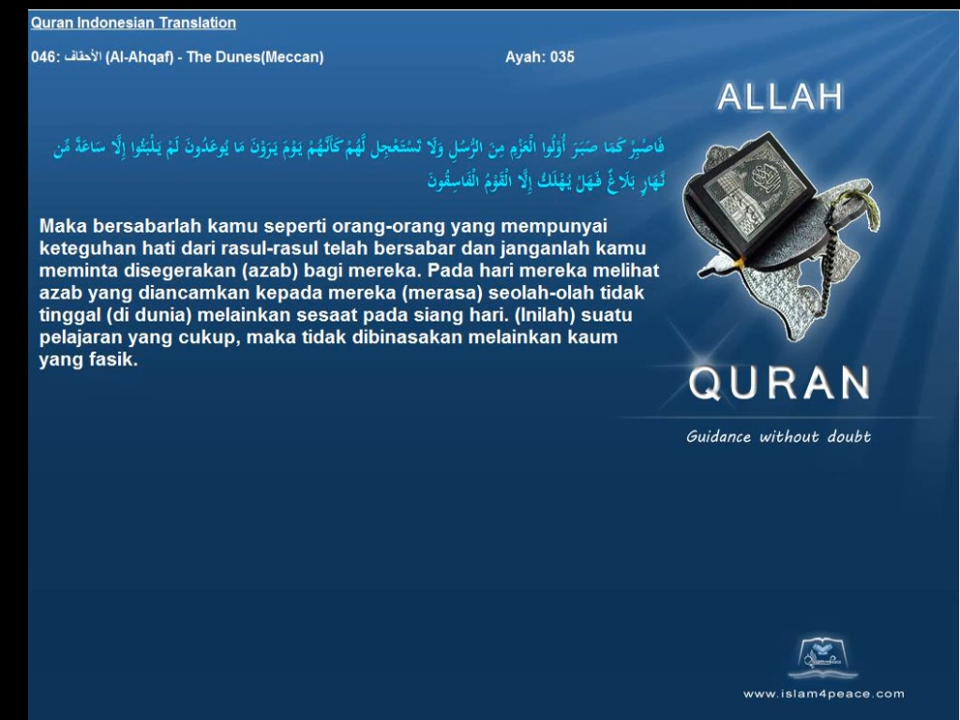 Quran Indonesian Translation
046: الأحقاف (Al-Ahqaf) - The Dunes(Meccan) Ayah: 035
فَاصْبِرْ كَمَا صَبَرَ أُوْلُوا الْعَزْمِ مِنَ الرُّسُلِ وَلَا تَسْتَعْجِل لَّهُمْ كَأَنَّهُمْ يَوْمَ يَرَوْنَ مَا يُوعَدُونَ لَمْ يَلْبَثُوا إِلَّا سَاعَةً مِّن
نَّهَارٍ بَلَاغٌ فَهَلْ يُهْلَكُ إِلَّا الْقَوْمُ الْفَاسِقُونَ
Maka bersabarlah kamu seperti orang-orang yang mempunyai
keteguhan hati dari rasul-rasul telah bersabar dan janganlah kamu
meminta disegerakan (azab) bagi mereka. Pada hari mereka melihat
azab yang diancamkan kepada mereka (merasa) seolah-olah tidak
tinggal (di dunia) melainkan sesaat pada siang hari. (Inilah) suatu
pelajaran yang cukup, maka tidak dibinasakan melainkan kaum
yang fasik.
ALLAH
QURAN
Guidance without doubt
www.islam4peace.com